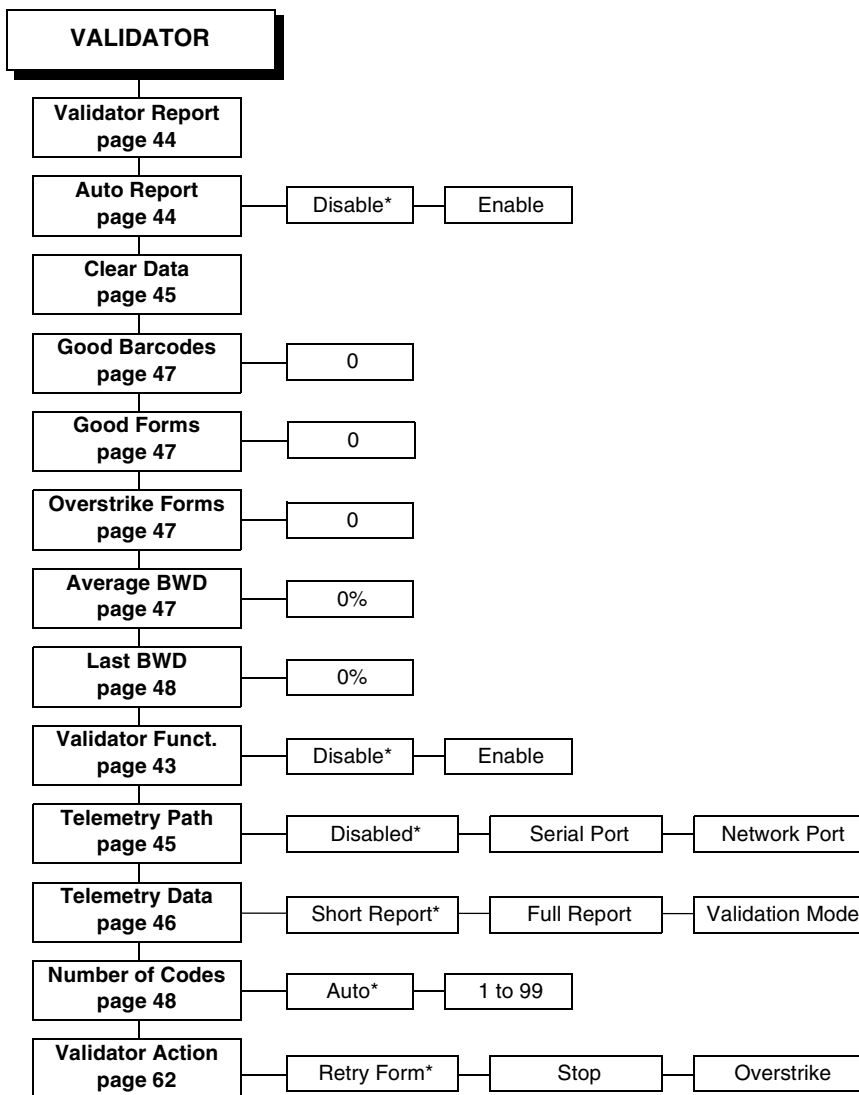 VALIDATOR
Validator Report
page 44
Auto Report
page 44
Disable*
Enable
Clear Data
page 45
Good Barcodes
page 47
0
Good Forms
page 47
0
Overstrike Forms
page 47
0
Average BWD
page 47
0%
Last BWD
page 48
0%
Validator Funct.
page 43
Disable*
Enable
Telemetry Path
page 45
Disabled*
Serial Port
Network Port
Telemetry Data
page 46
Short Report*
Full Report
Validation Mode
Number of Codes
page 48
Auto*
1 to 99
Validator Action
page 62
Retry Form*
Stop
Overstrike